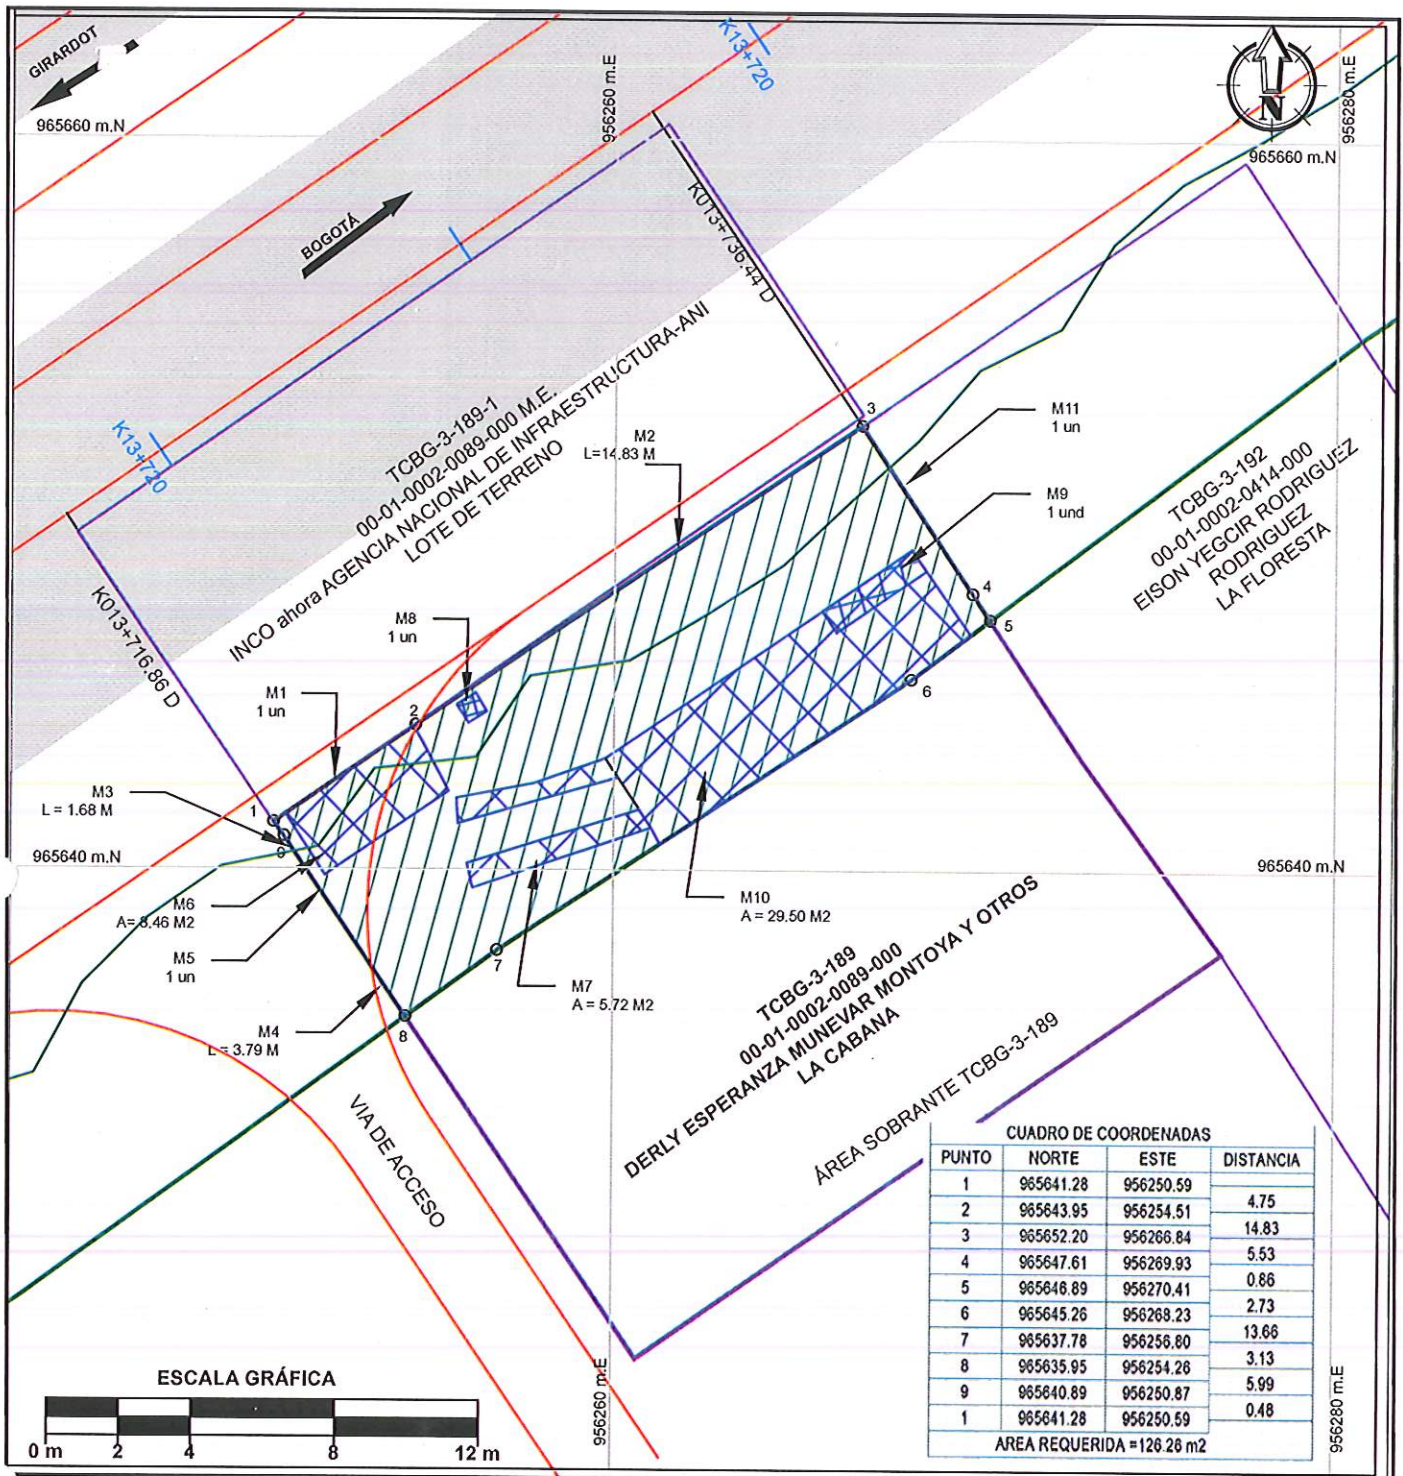 GIRARDOT
965660 m.N
956260 m.E
K13+720
N
956280 m.E
965660 m.N
BOGOTÁ
K013+736.44 D
TCBG-3-189-1
00-01-0002-0089-000 M.E.
INCO ahora AGENCIA NACIONAL DE INFRAESTRUCTURA-ANI
LOTE DE TERRENO
K13+720
K013+716.86 D
M2
L=14.83 M
3
M11
1 un
M9
1 und
TCBG-3-192
00-01-0002-0414-000
EISON YEGCIR RODRIGUEZ
RODRIGUEZ
LA FLORESTA
4
5
6
M8
1 un
M1
1 un
2
M3
L = 1.68 M
1
9
965640 m.N
965640 m.N
M6
A= 8.46 M2
M5
1 un
M10
A = 29.50 M2
7
M7
A = 5.72 M2
M4
L = 3.79 M
8
TCBG-3-189
00-01-0002-0089-000
DERLY ESPERANZA MUNEVAR MONTOYA Y OTROS
LA CABANA
ÁREA SOBRANTE TCBG-3-189
VIA DE ACCESO
CUADRO DE COORDENADAS
PUNTO NORTE ESTE DISTANCIA
1 965641.28 956250.59
4.75
2 965643.95 956254.51
14.83
3 965652.20 956266.84
5.53
4 965647.61 956269.93
0.86
5 965646.89 956270.41
2.73
6 965645.26 956268.23
13.66
7 965637.78 956256.80
3.13
8 965635.95 956254.26
5.99
9 965640.89 956250.87
0.48
1 965641.28 956250.59
AREA REQUERIDA =126.26 m2
ESCALA GRÁFICA
0 m 2 4 8 12 m
956260 m.E
956280 m.E